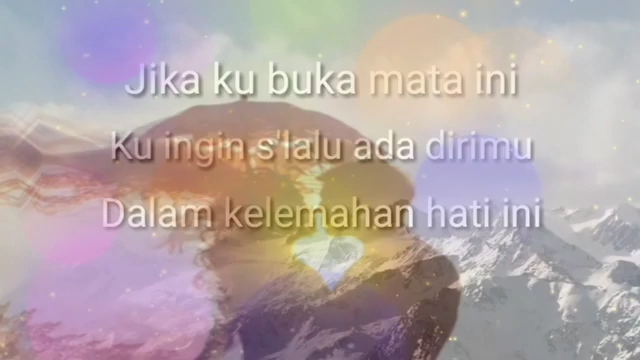 Jika ku buka mata ini
Ku ingin s'lalu ada dirimu
Dalam kelemahan hati ini